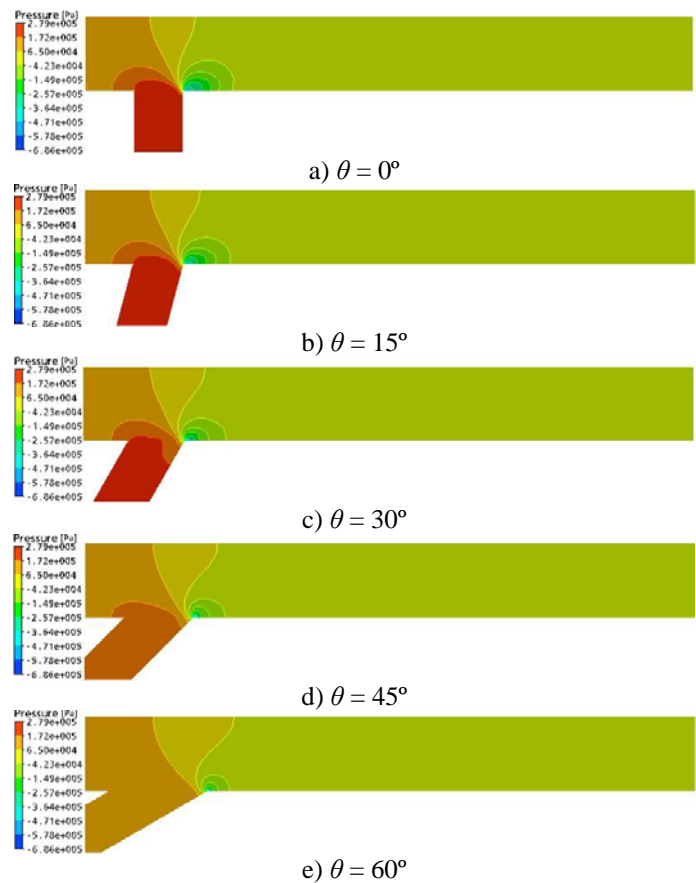 Pressure [Pa]
2.79e+005
1.72e+005
6.50e+004
-4.23e+004
-1.49e+005
-2.57e+005
-3.64e+005
-4.71e+005
-5.78e+005
-6.86e+005
a) θ = 0º
Pressure [Pa]
2.79e+005
1.72e+005
6.50e+004
-4.23e+004
-1.49e+005
-2.57e+005
-3.64e+005
-4.71e+005
-5.78e+005
-6.86e+005
b) θ = 15º
Pressure [Pa]
2.79e+005
1.72e+005
6.50e+004
-4.23e+004
-1.49e+005
-2.57e+005
-3.64e+005
-4.71e+005
-5.78e+005
-6.86e+005
c) θ = 30º
Pressure [Pa]
2.79e+005
1.72e+005
6.50e+004
-4.23e+004
-1.49e+005
-2.57e+005
-3.64e+005
-4.71e+005
-5.78e+005
-6.86e+005
d) θ = 45º
Pressure [Pa]
2.79e+005
1.72e+005
6.50e+004
-4.23e+004
-1.49e+005
-2.57e+005
-3.64e+005
-4.71e+005
-5.78e+005
-6.86e+005
e) θ = 60º